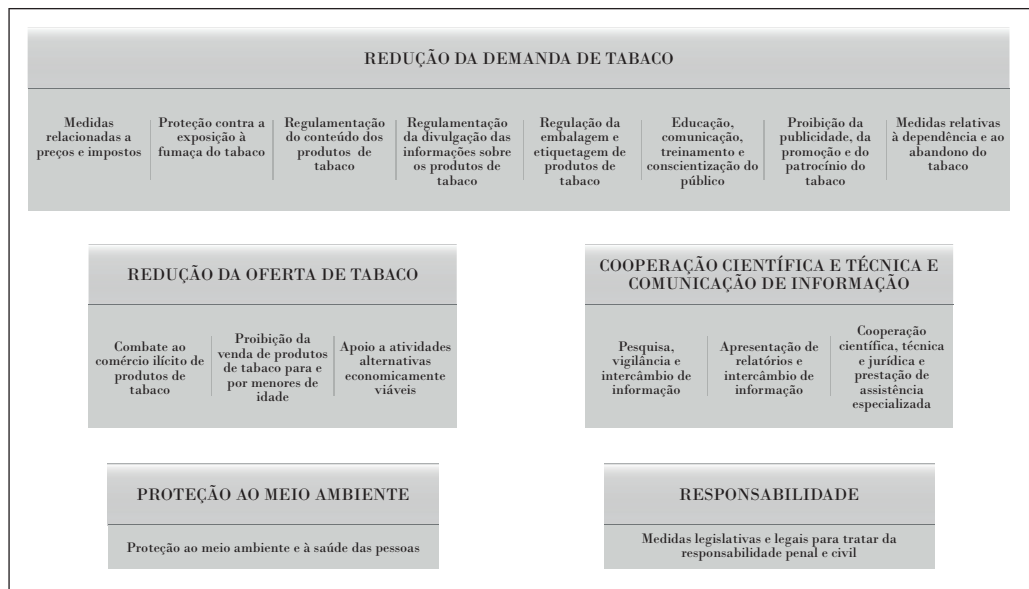 REDUÇÃO DA DEMANDA DE TABACO
Medidas
relacionadas a
preços e impostos
Proteção contra a
exposição à
fumaça do tabaco
Regulamentação
do conteúdo dos
produtos de
tabaco
Regulamentação
da divulgação das
informações sobre
os produtos de
tabaco
Regulação da
embalagem e
etiquetagem de
produtos de
tabaco
Educação,
comunicação,
treinamento e
conscientização do
público
Proibição da
publicidade, da
promoção e do
patrocínio do
tabaco
Medidas relativas
à dependência e ao
abandono do
tabaco
REDUÇÃO DA OFERTA DE TABACO
Combate ao
comércio ilícito de
produtos de
tabaco
Proibição da
venda de produtos
de tabaco para e
por menores de
idade
Apoio a atividades
alternativas
economicamente
viáveis
COOPERAÇÃO CIENTÍFICA E TÉCNICA E
COMUNICAÇÃO DE INFORMAÇÃO
Pesquisa,
vigilância e
intercâmbio de
informação
Apresentação de
relatórios e
intercâmbio de
informação
Cooperação
científica, técnica
e jurídica e
prestação de
assistência
especializada
PROTEÇÃO AO MEIO AMBIENTE
Proteção ao meio ambiente e à saúde das pessoas
RESPONSABILIDADE
Medidas legislativas e legais para tratar da
responsabilidade penal e civil